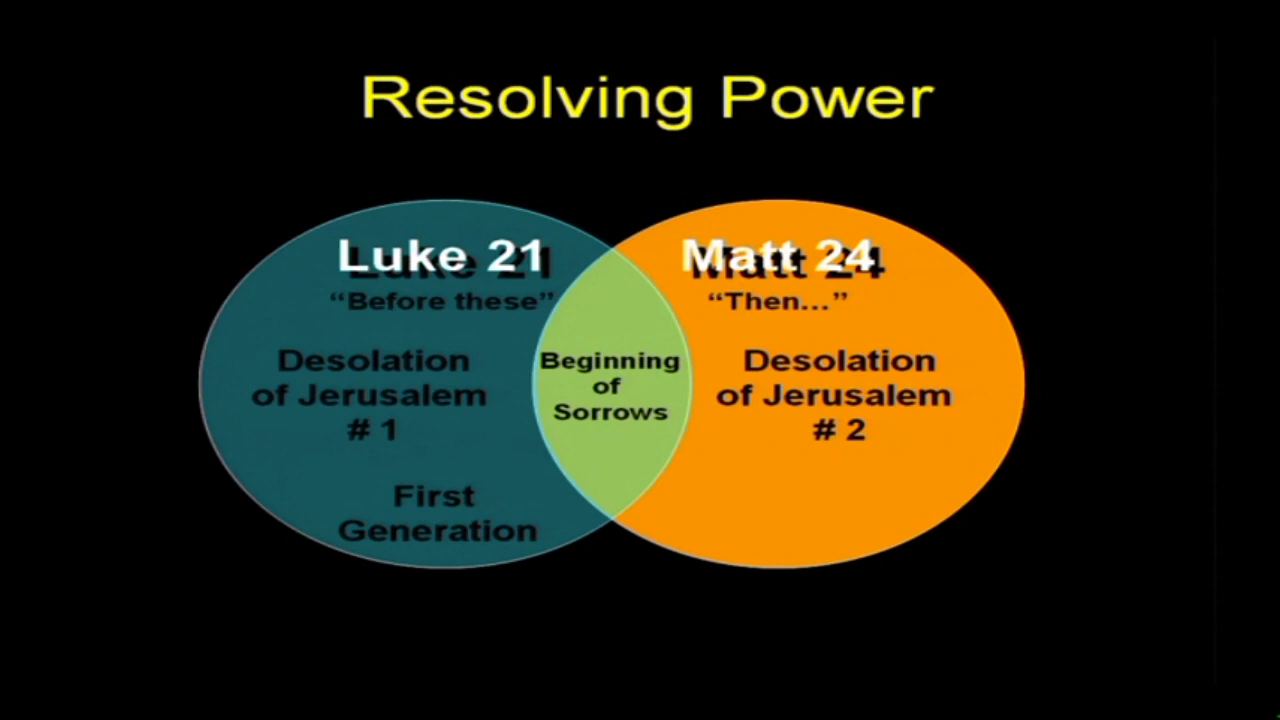 Resolving Power
Luke 21
“Before these”
Desolation
of Jerusalem
# 1
First
Generation
Beginning
of
Sorrows
Matt 24
“Then...”
Desolation
of Jerusalem
# 2